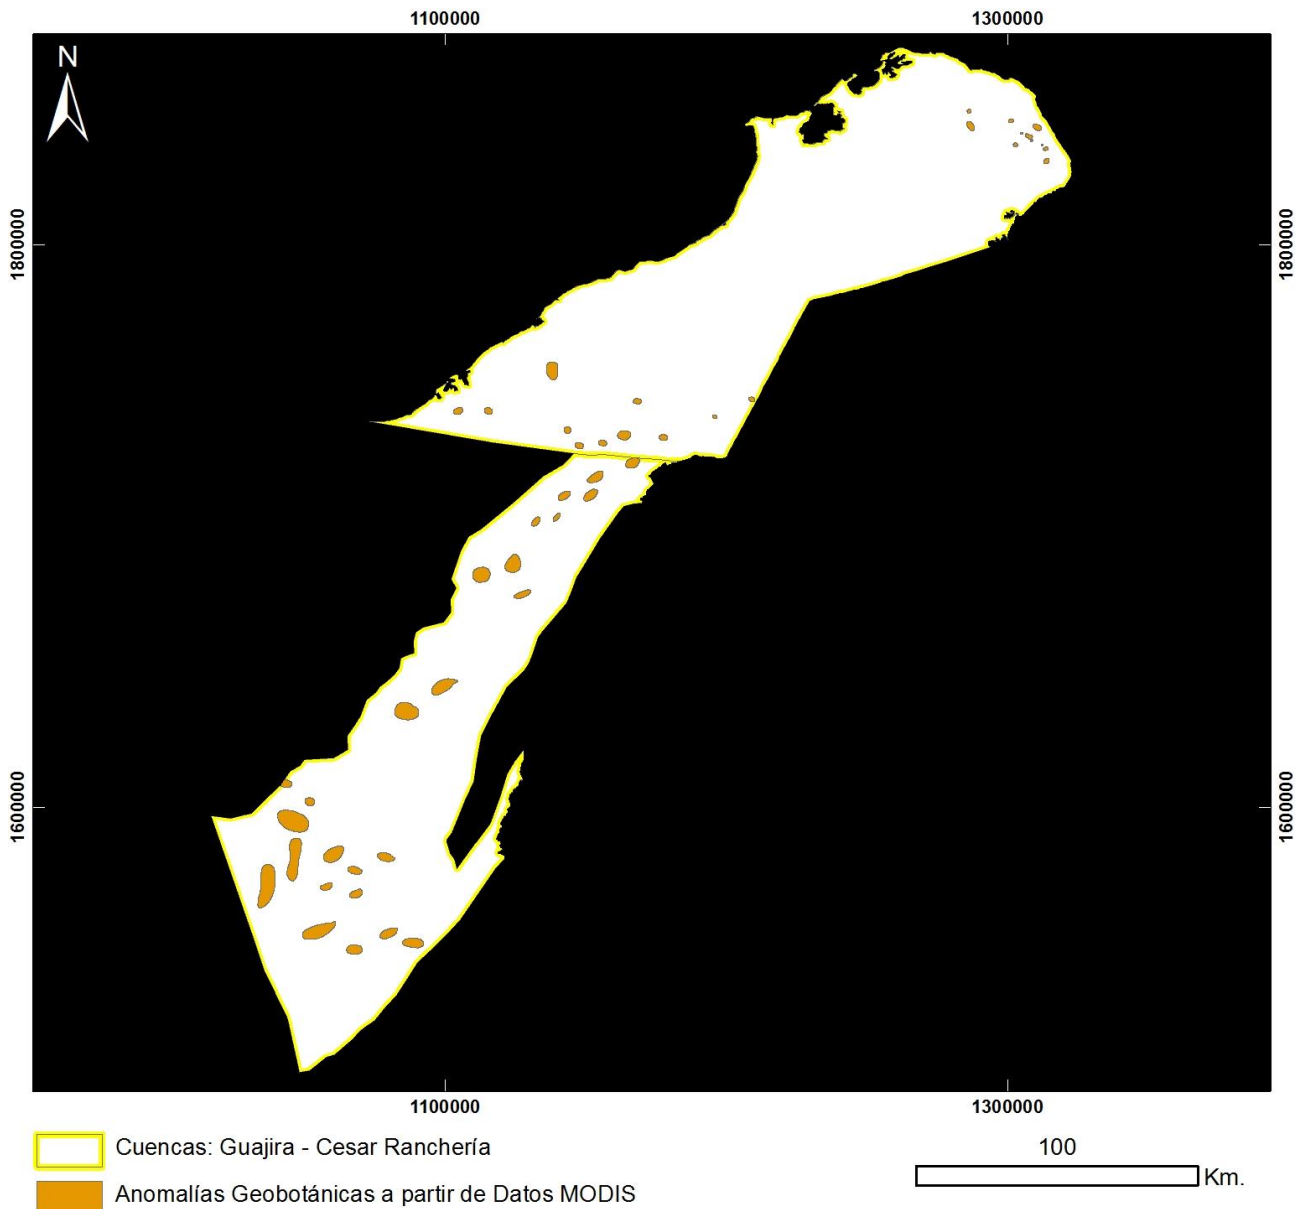 1100000 1300000
N
1800000 1800000
1600000 1600000
1100000 1300000
Cuencas: Guajira - Cesar Ranchería
100
Km.
Anomalías Geobotánicas a partir de Datos MODIS